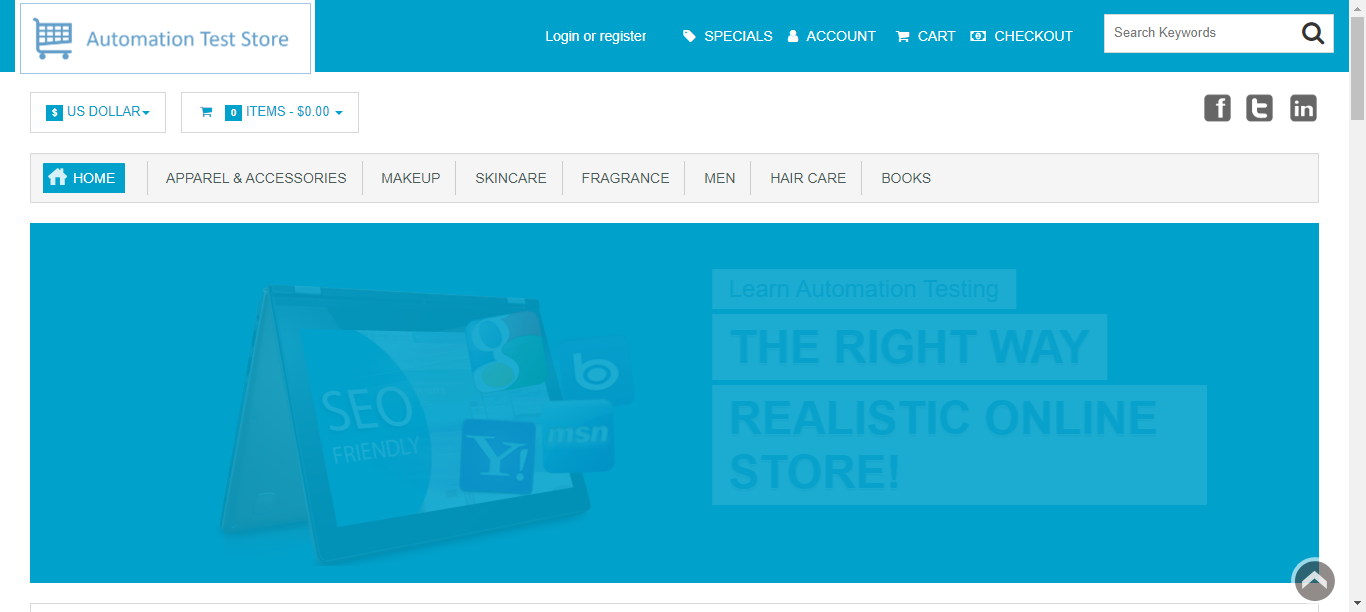 Automation Test Store
Login or register
SPECIALS
ACCOUNT
CART
CHECKOUT
Search Keywords
$ US DOLLAR
0 ITEMS - $0.00
f
t
in
HOME
APPAREL & ACCESSORIES
MAKEUP
SKINCARE
FRAGRANCE
MEN
HAIR CARE
BOOKS
Learn Automation Testing
THE RIGHT WAY
REALISTIC ONLINE
STORE!
SEO
FRIENDLY
g
b
Y!
msn